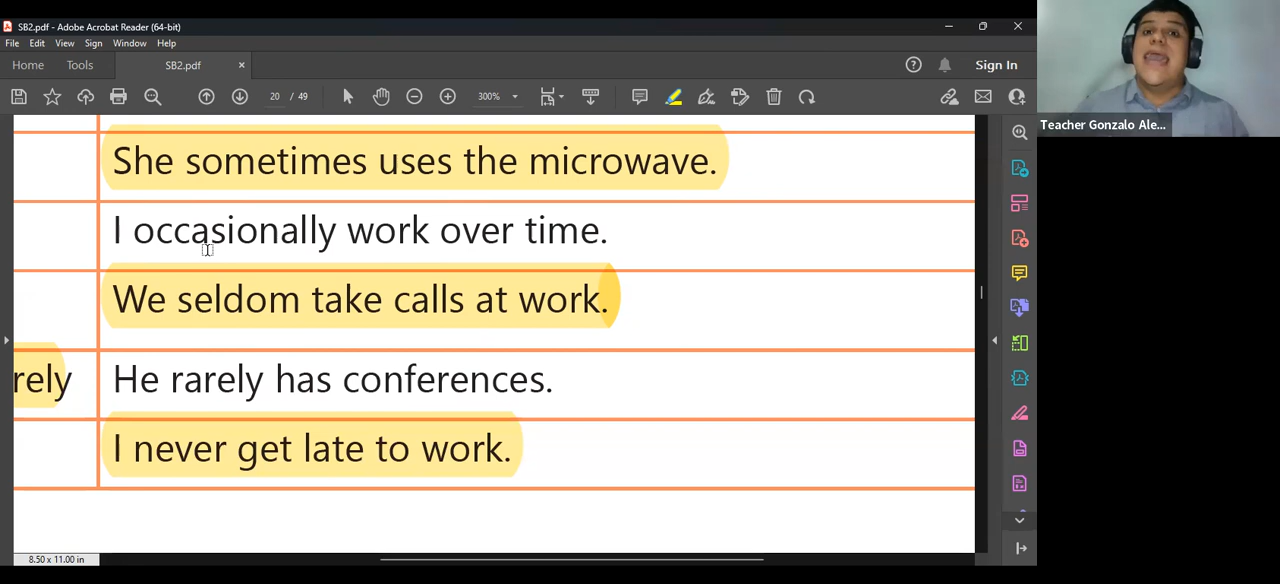 SB2.pdf - Adobe Acrobat Reader (64-bit)
File Edit View Sign Window Help
Home Tools SB2.pdf × Sign In
20 / 49 300%
She sometimes uses the microwave.
I occasionally work over time.
We seldom take calls at work.
rely He rarely has conferences.
I never get late to work.
8.50 x 11.00 in
Teacher Gonzalo Ale...